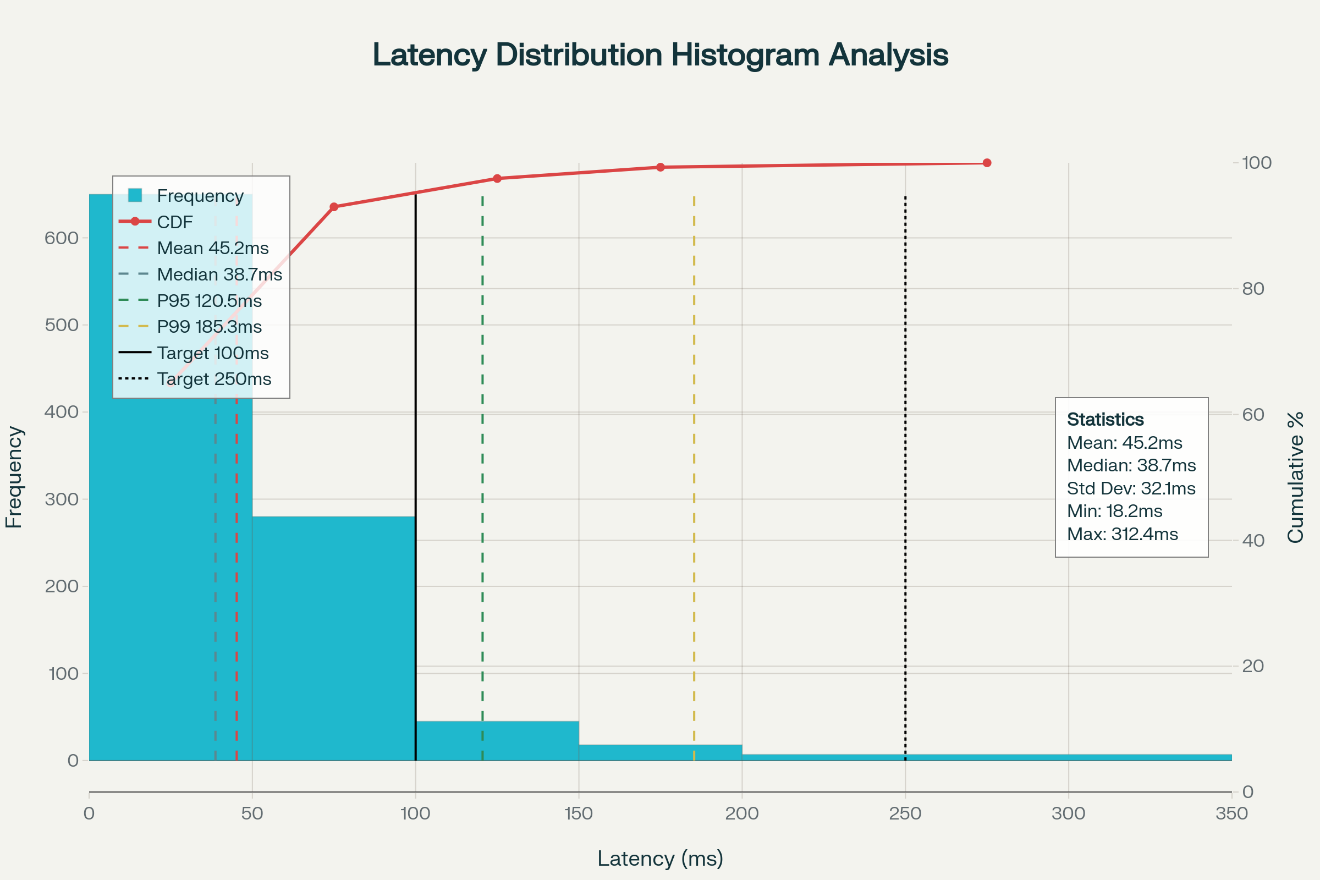 Latency Distribution Histogram Analysis
Frequency
CDF
Mean 45.2ms
Median 38.7ms
P95 120.5ms
P99 185.3ms
Target 100ms
Target 250ms
600
500
400
300
200
100
0
Frequency
100
80
60
40
20
0
Cumulative %
Statistics
Mean: 45.2ms
Median: 38.7ms
Std Dev: 32.1ms
Min: 18.2ms
Max: 312.4ms
0 50 100 150 200 250 300 350
Latency (ms)